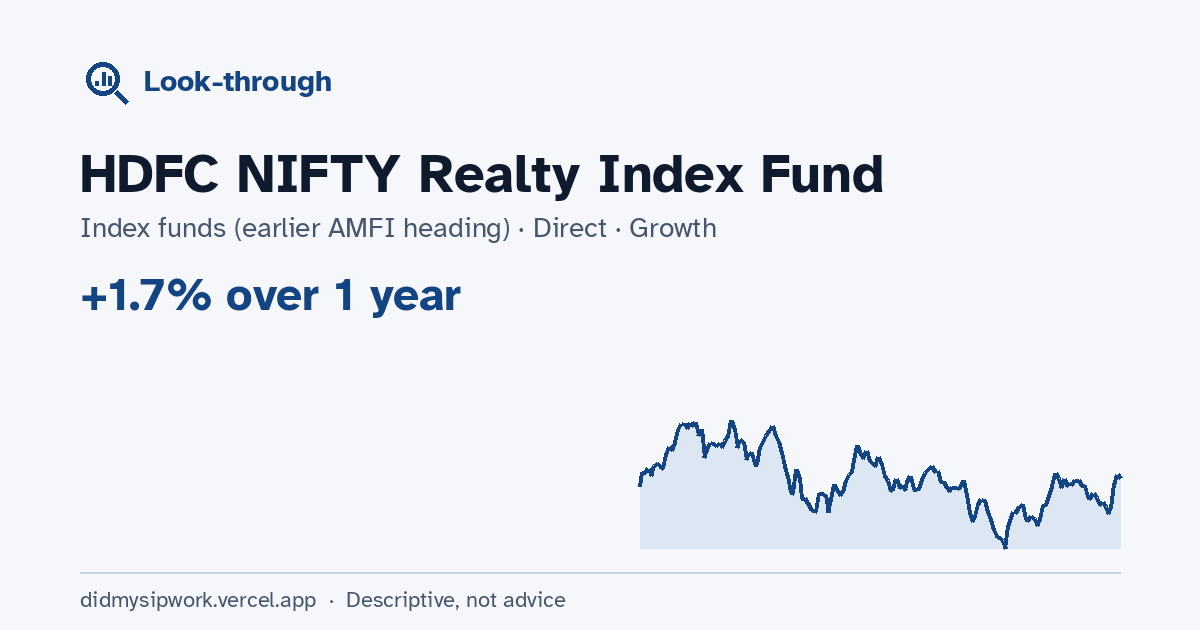 Look-through
HDFC NIFTY Realty Index Fund
Index funds (earlier AMFI heading) · Direct · Growth
+1.7% over 1 year
didmysipwork.vercel.app · Descriptive, not advice